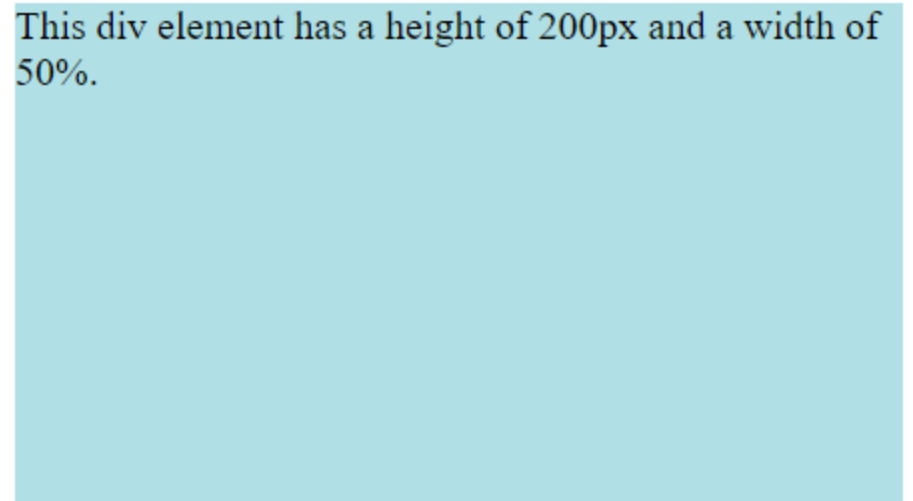 This div element has a height of 200px and a width of
50%.